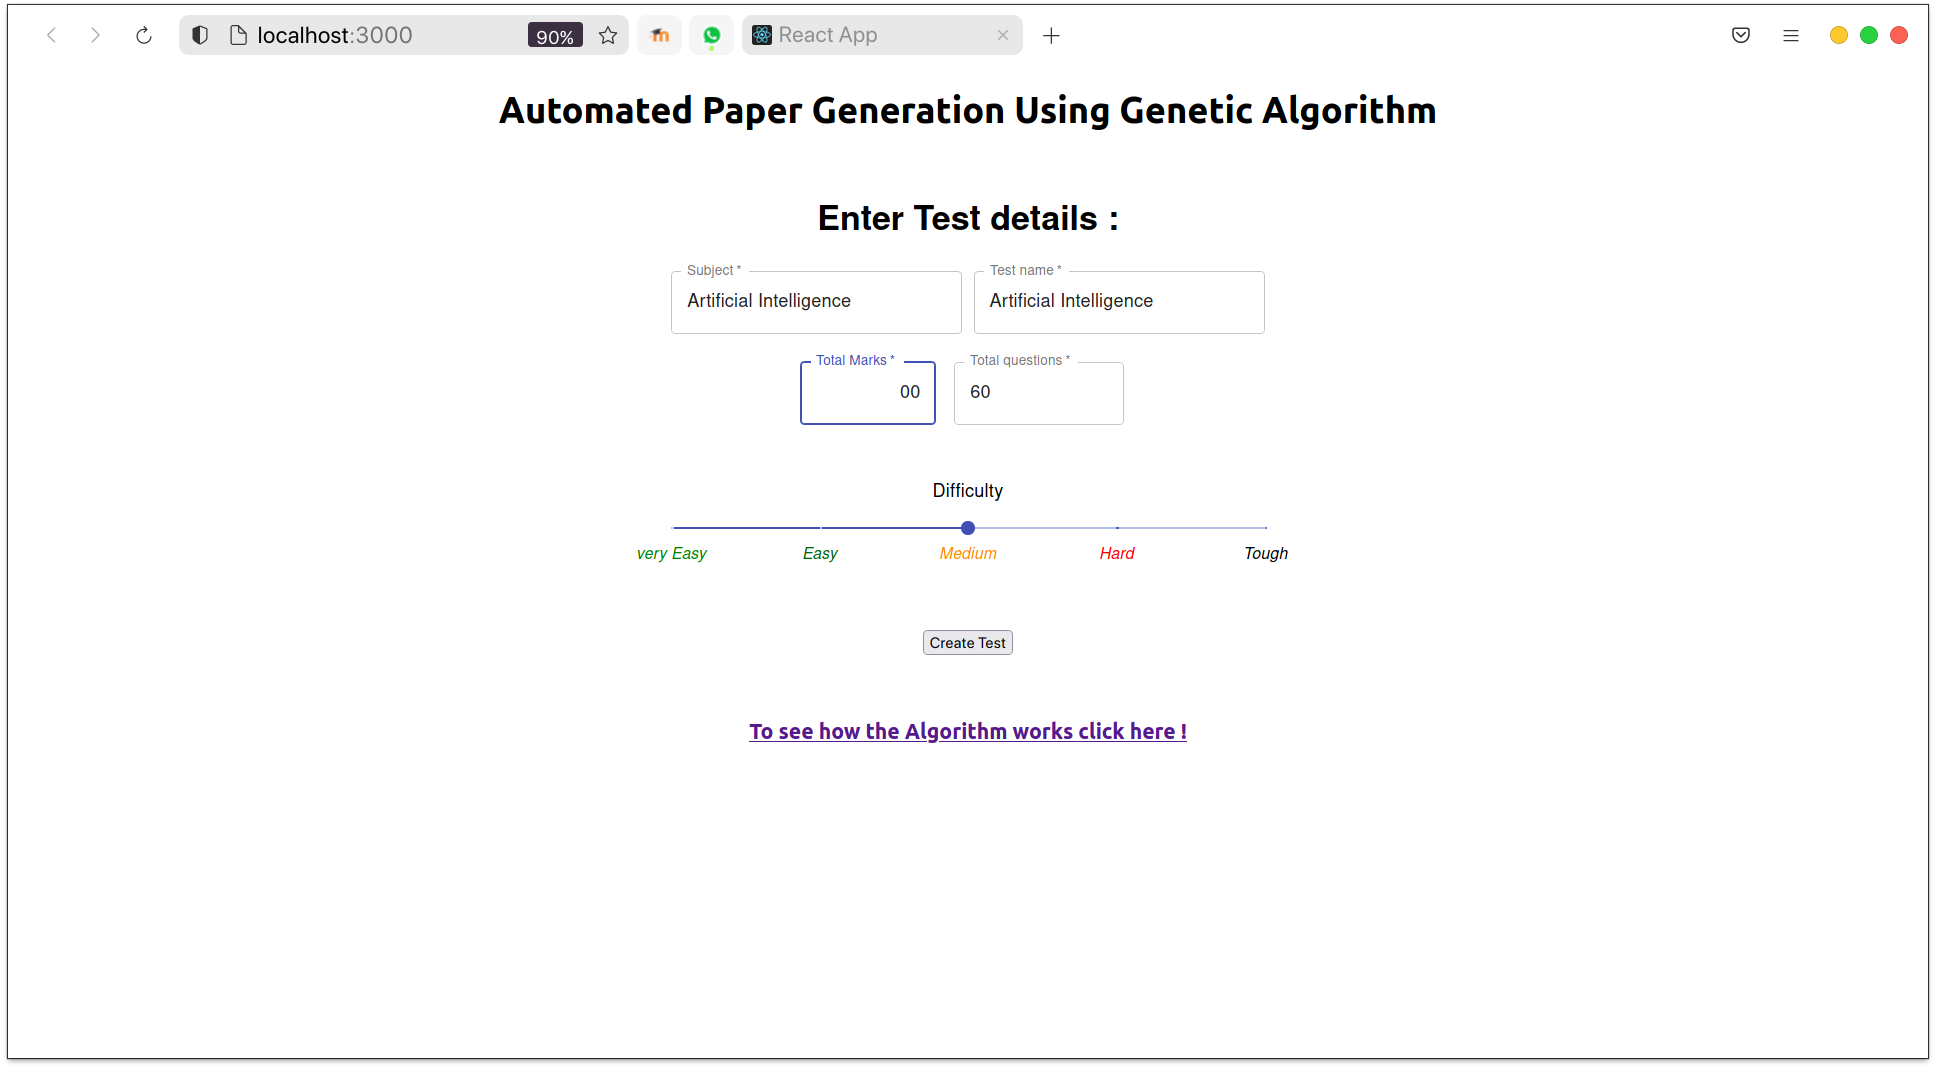 localhost:3000 90% React App
Automated Paper Generation Using Genetic Algorithm
Enter Test details :
Subject * Test name *
Artificial Intelligence Artificial Intelligence
Total Marks * Total questions *
00 60
Difficulty
very Easy Easy Medium Hard Tough
Create Test
To see how the Algorithm works click here !